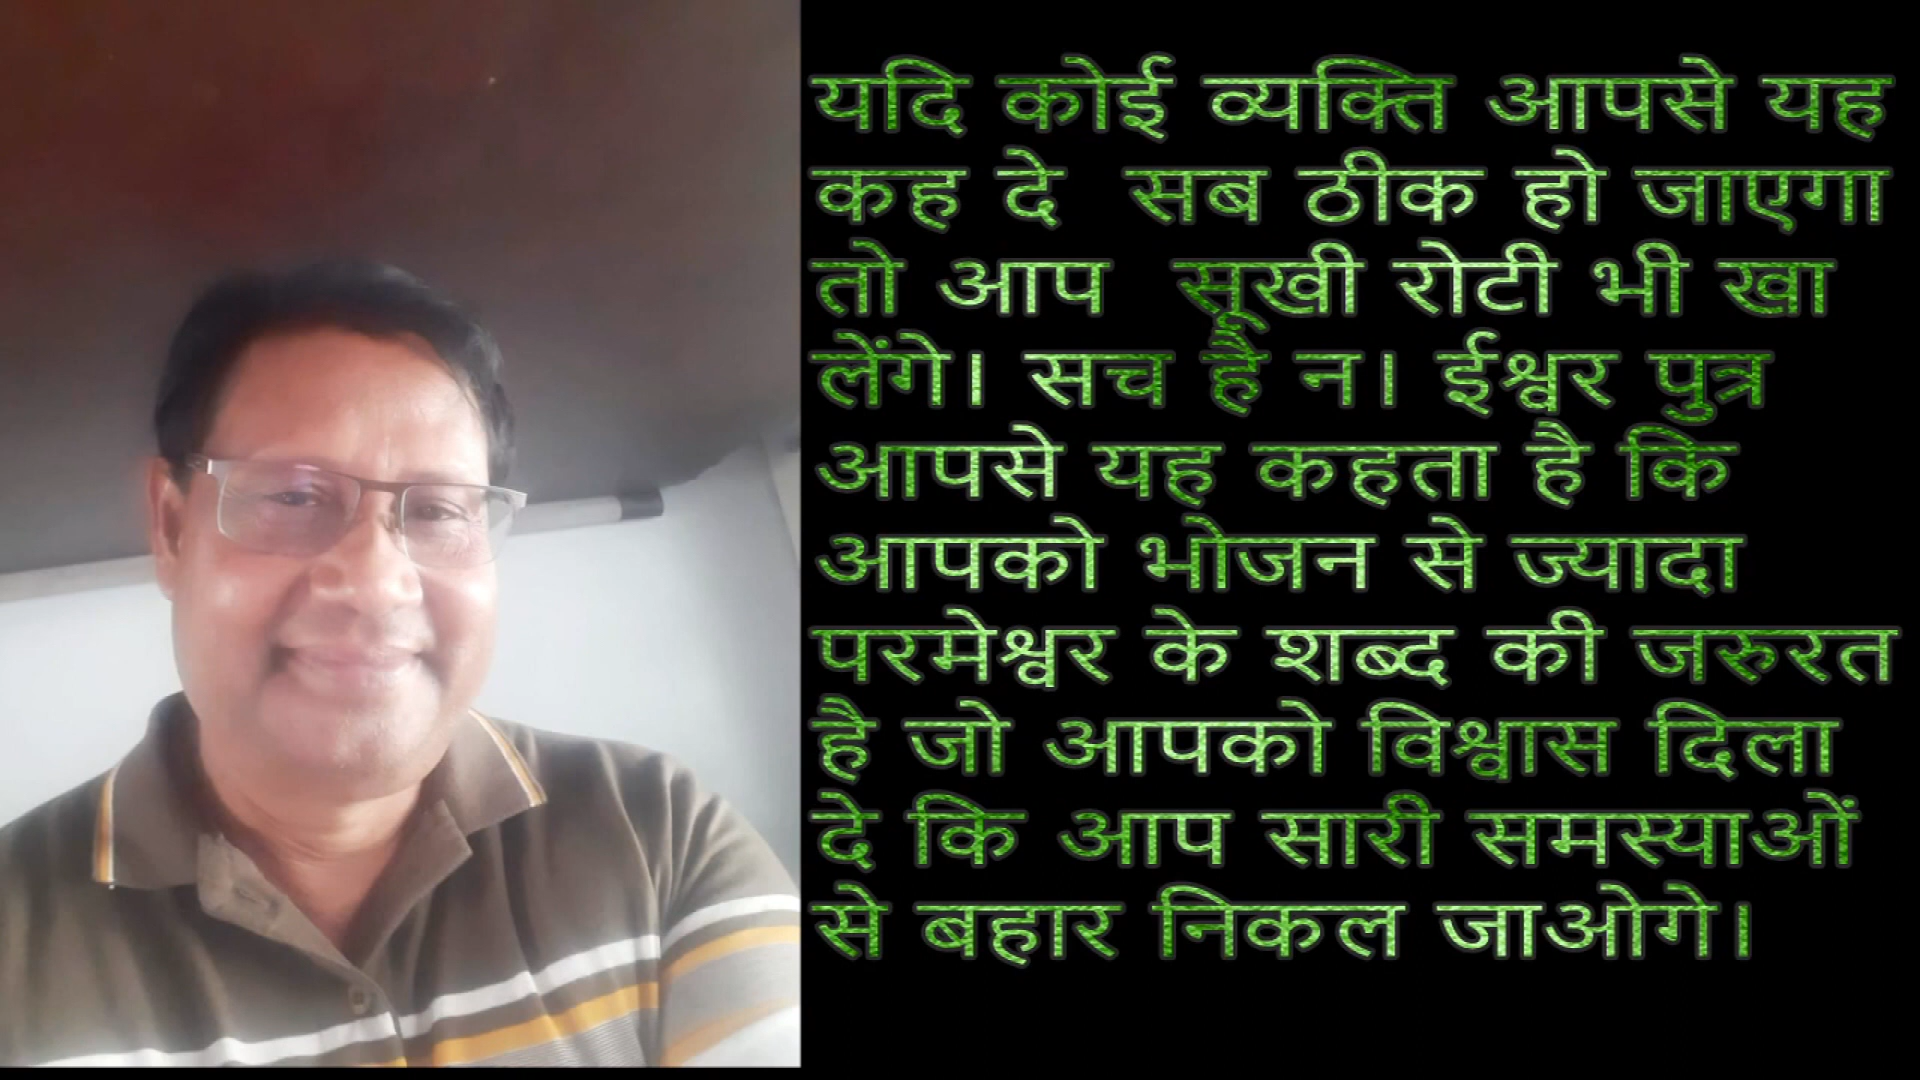 यदि कोई व्यक्ति आपसे यह
कह दे सब ठीक हो जाएगा
तो आप सूखी रोटी भी खा
लेंगे। सच है न। ईश्वर पुत्र
आपसे यह कहता है कि
आपको भोजन से ज्यादा
परमेश्वर के शब्द की जरुरत
है जो आपको विश्वास दिला
दे कि आप सारी समस्याओं
से बहार निकल जाओगे।